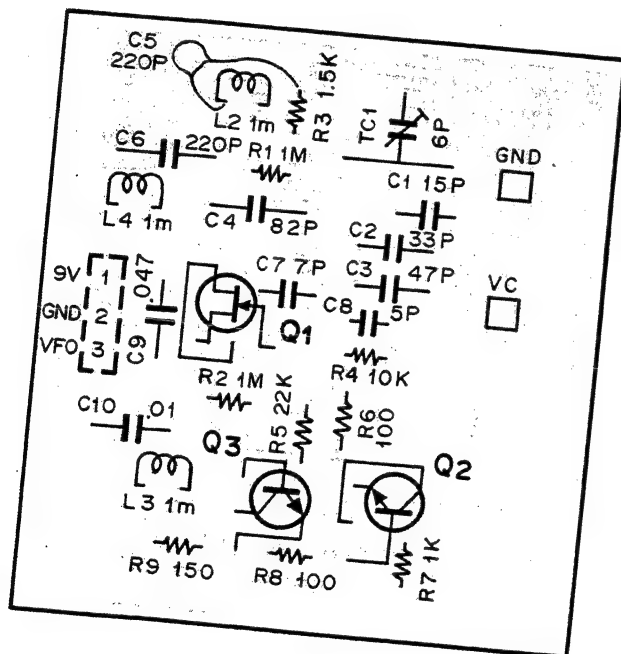 C5
220P
L2 1m
R3 1.5K
TC1
6P
C6 220P
R1 1M
GND
C1 15P
L4 1m
C4 82P
C2 33P
9V 1
.047
C7 7P
C3 47P
VC
GND 2
C8 5P
VFO 3
C9
Q1
R2 1M
R4 10K
C10 .01
R5 22K
R6 100
Q3
Q2
L3 1m
R9 150
R8 100
R7 1K